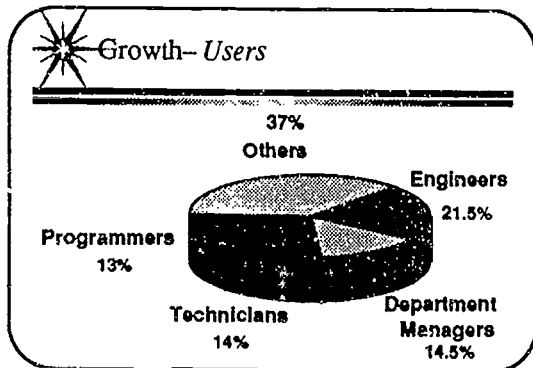 Growth– Users
37%
Others
Engineers
21.5%
Programmers
13%
Technicians
14%
Department
Managers
14.5%